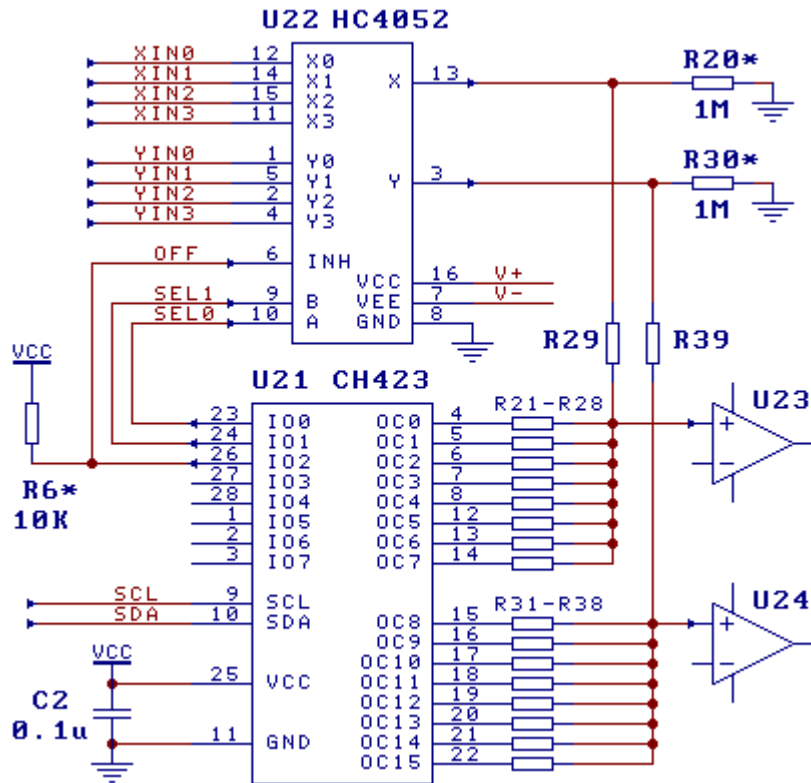 U22 HC4052
XIN0 12 X0 X 13 R20*
XIN1 14 X1
XIN2 15 X2
XIN3 11 X3 1M
YIN0 1 Y0 R30*
YIN1 5 Y1 Y 3
YIN2 2 Y2
YIN3 4 Y3 1M
OFF 6 INH
VCC 16 V+
SEL1 9 B VEE 7 V-
SEL0 10 A GND 8
R29 R39
VCC
U21 CH423
R21-R28 U23
23 IO0 OC0 4 +
24 IO1 OC1 5
26 IO2 OC2 6 −
27 IO3 OC3 7
R6* 28 IO4 OC4 8
10K 1 IO5 OC5 12
2 IO6 OC6 13
3 IO7 OC7 14
SCL 9 SCL R31-R38 U24
SDA 10 SDA OC8 15 +
OC9 16
VCC OC10 17 −
25 VCC OC11 18
C2 OC12 19
0.1u OC13 20
11 GND OC14 21
OC15 22